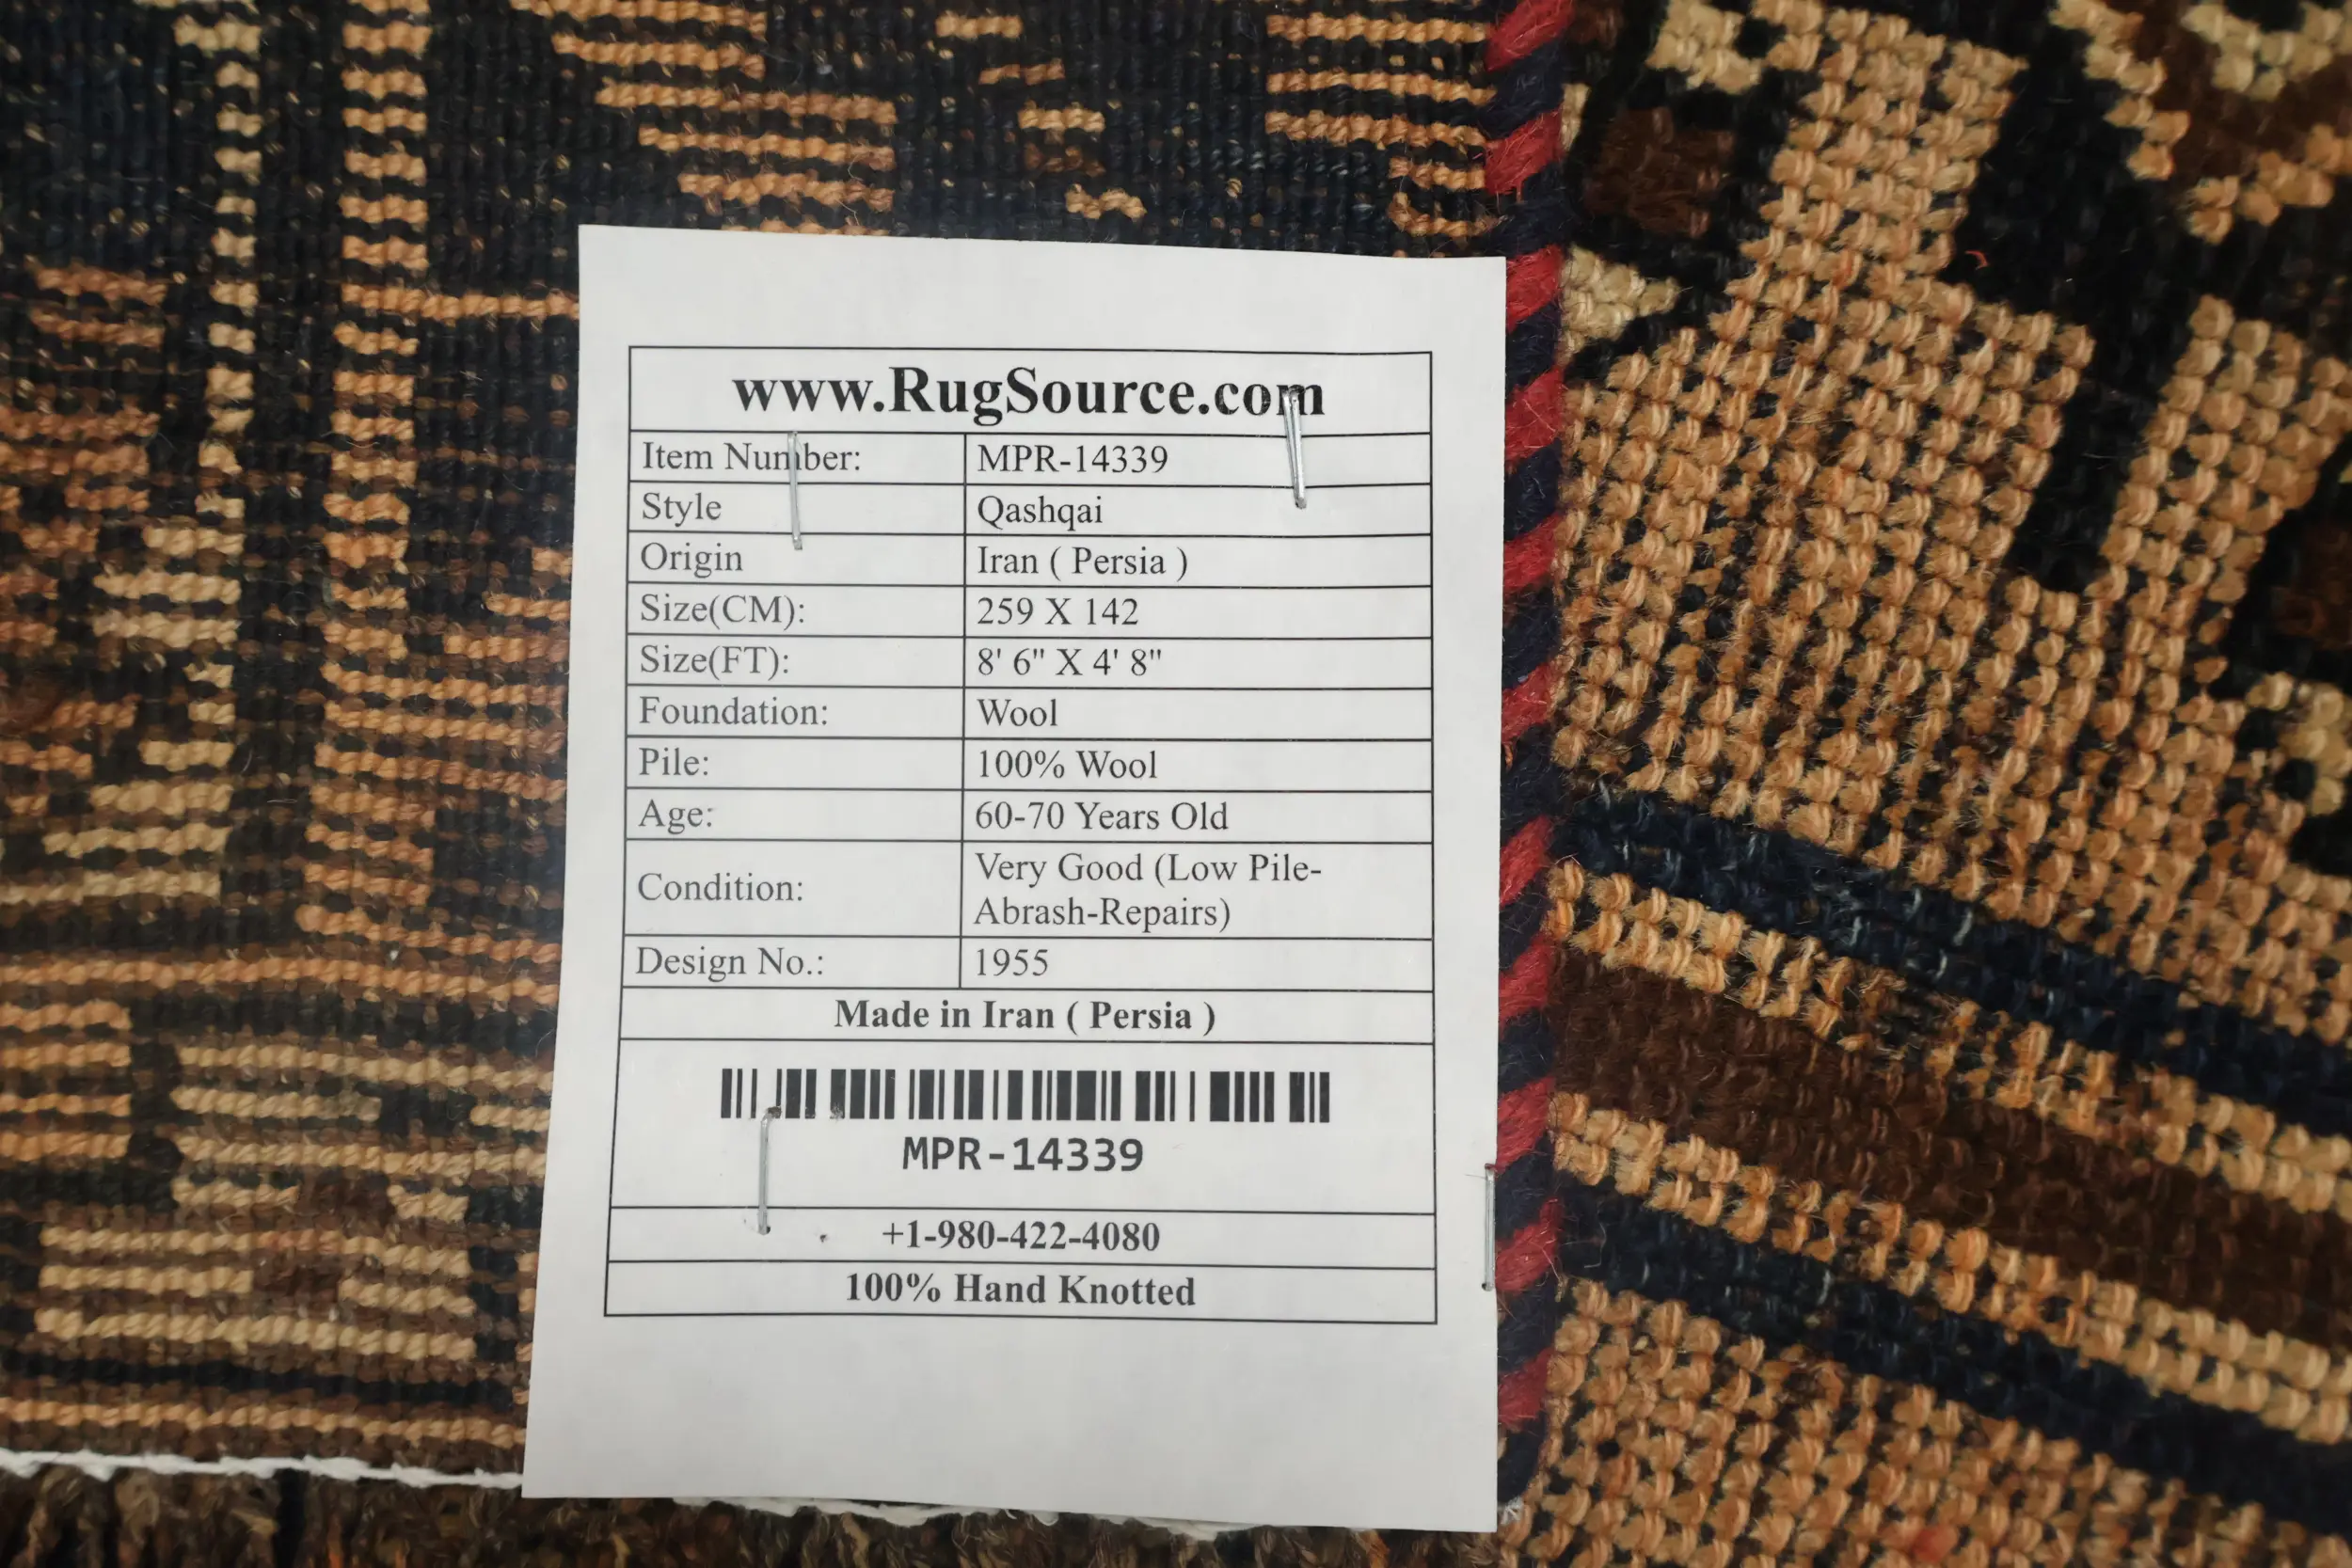 www.RugSource.com
Item Number: MPR-14339
Style Qashqai
Origin Iran ( Persia )
Size(CM): 259 X 142
Size(FT): 8' 6" X 4' 8"
Foundation: Wool
Pile: 100% Wool
Age: 60-70 Years Old
Condition: Very Good (Low Pile-
Abrash-Repairs)
Design No.: 1955
Made in Iran ( Persia )
MPR-14339
+1-980-422-4080
100% Hand Knotted